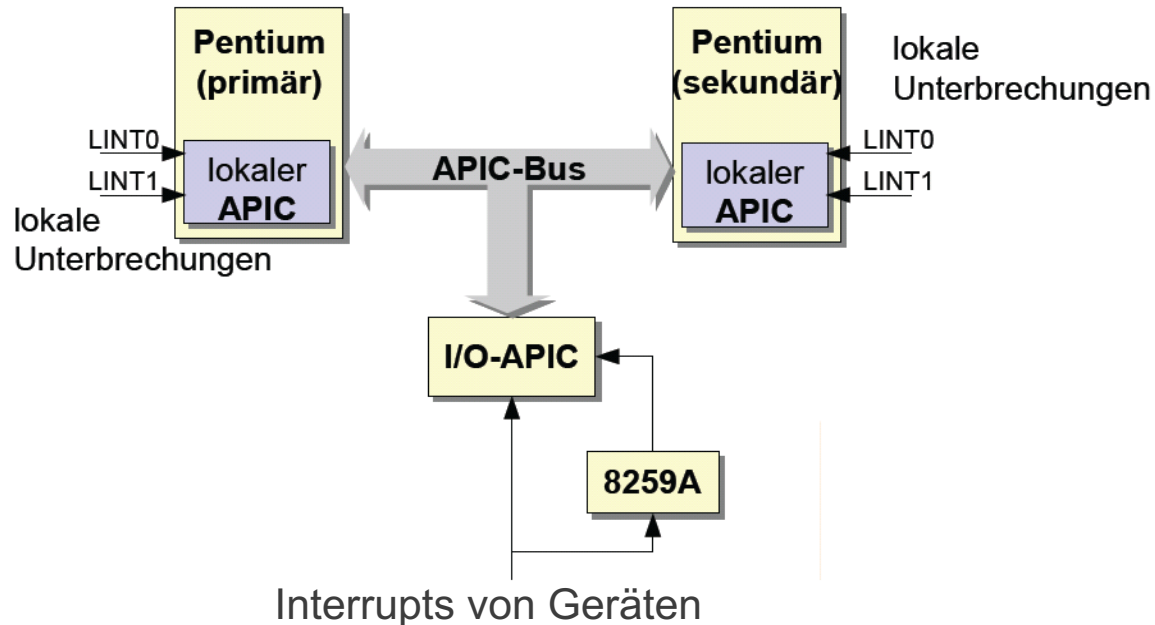 Pentium
(primär)
LINT0
LINT1
lokaler
APIC
lokale
Unterbrechungen
APIC-Bus
Pentium
(sekundär)
lokaler
APIC
lokale
Unterbrechungen
LINT0
LINT1
I/O-APIC
8259A
Interrupts von Geräten